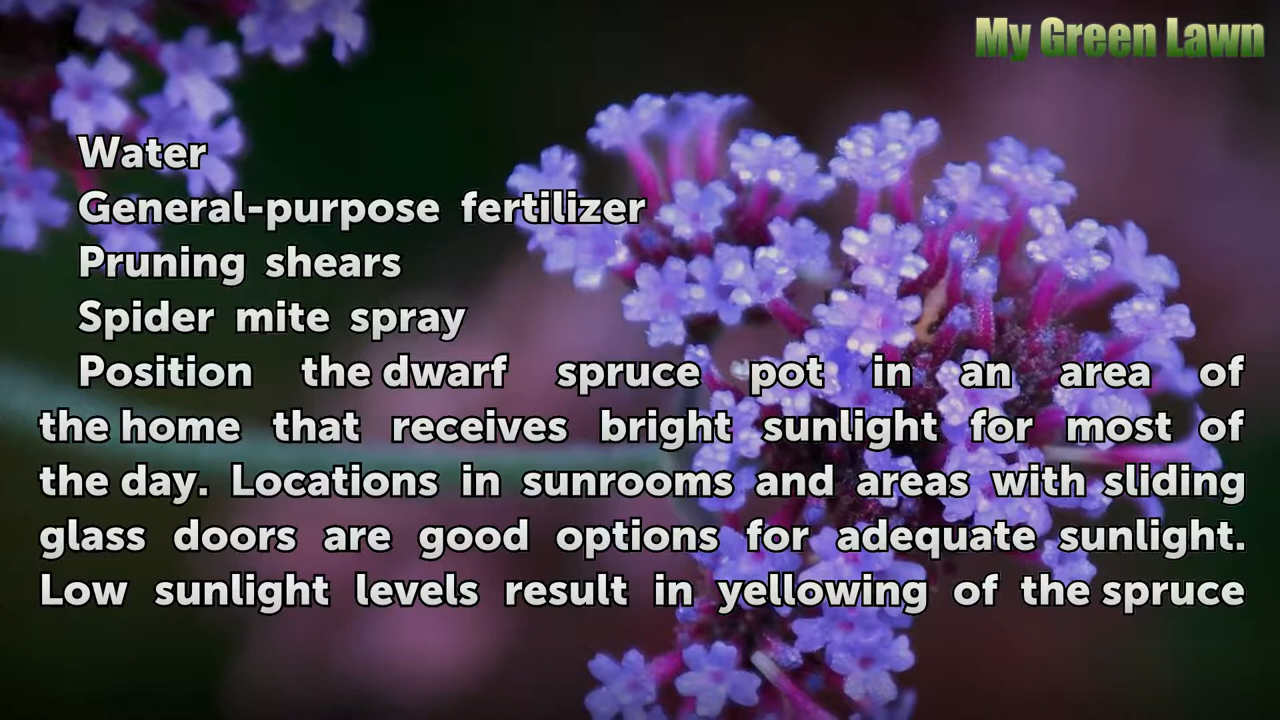 My Green Lawn
Water
General-purpose fertilizer
Pruning shears
Spider mite spray
Position the dwarf spruce pot in an area of
the home that receives bright sunlight for most of
the day. Locations in sunrooms and areas with sliding
glass doors are good options for adequate sunlight.
Low sunlight levels result in yellowing of the spruce